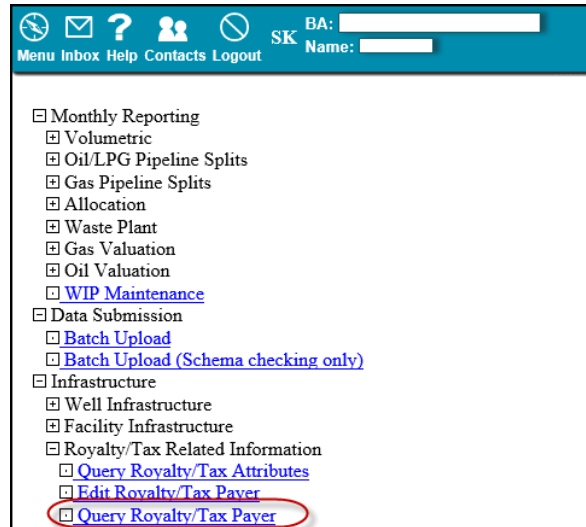 Menu Inbox Help Contacts Logout SK BA:
Name:
Monthly Reporting
Volumetric
Oil/LPG Pipeline Splits
Gas Pipeline Splits
Allocation
Waste Plant
Gas Valuation
Oil Valuation
WIP Maintenance
Data Submission
Batch Upload
Batch Upload (Schema checking only)
Infrastructure
Well Infrastructure
Facility Infrastructure
Royalty/Tax Related Information
Query Royalty/Tax Attributes
Edit Royalty/Tax Payer
Query Royalty/Tax Payer